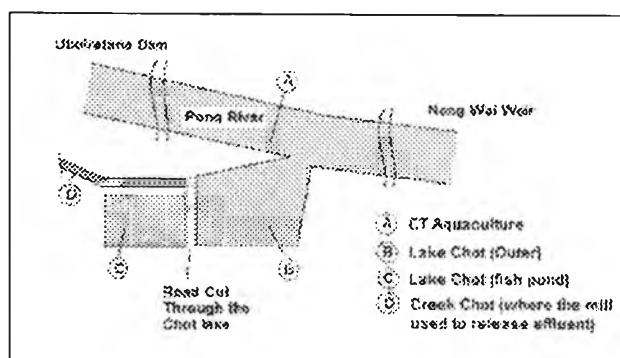 Dam
A
Pong River
Nong Wai Weir
D
C
B
Road Cut
Through the
Chot lake
A CT Aquaculture
B Lake Chot (Outer)
C Lake Chot (fish pond)
D Creek Chot (where the mill
used to release effluent)